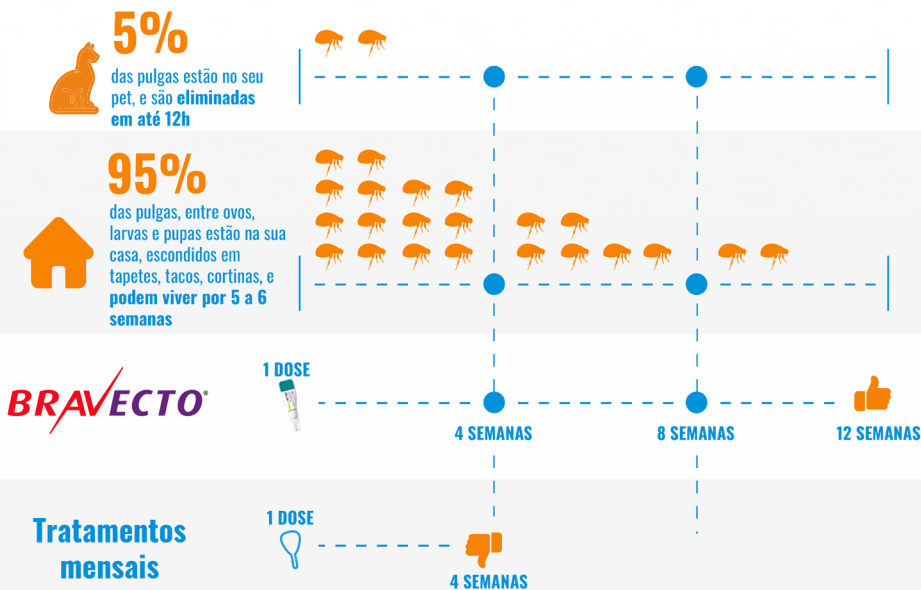 5%
das pulgas estão no seu
pet, e são eliminadas
em até 12h
95%
das pulgas, entre ovos,
larvas e pupas estão na sua
casa, escondidos em
tapetes, tacos, cortinas, e
podem viver por 5 a 6
semanas
1 DOSE
BRAVECTO®
4 SEMANAS
8 SEMANAS
12 SEMANAS
Tratamentos
mensais
1 DOSE
4 SEMANAS